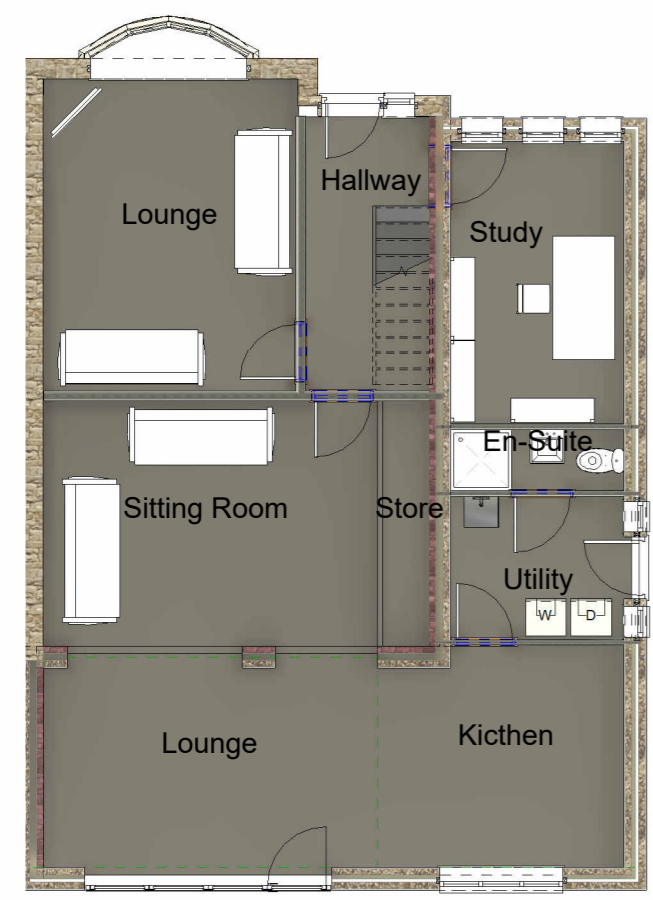 Hallway
Lounge
Study
En-Suite
Sitting Room
Store
Utility
W
D
Lounge
Kicthen